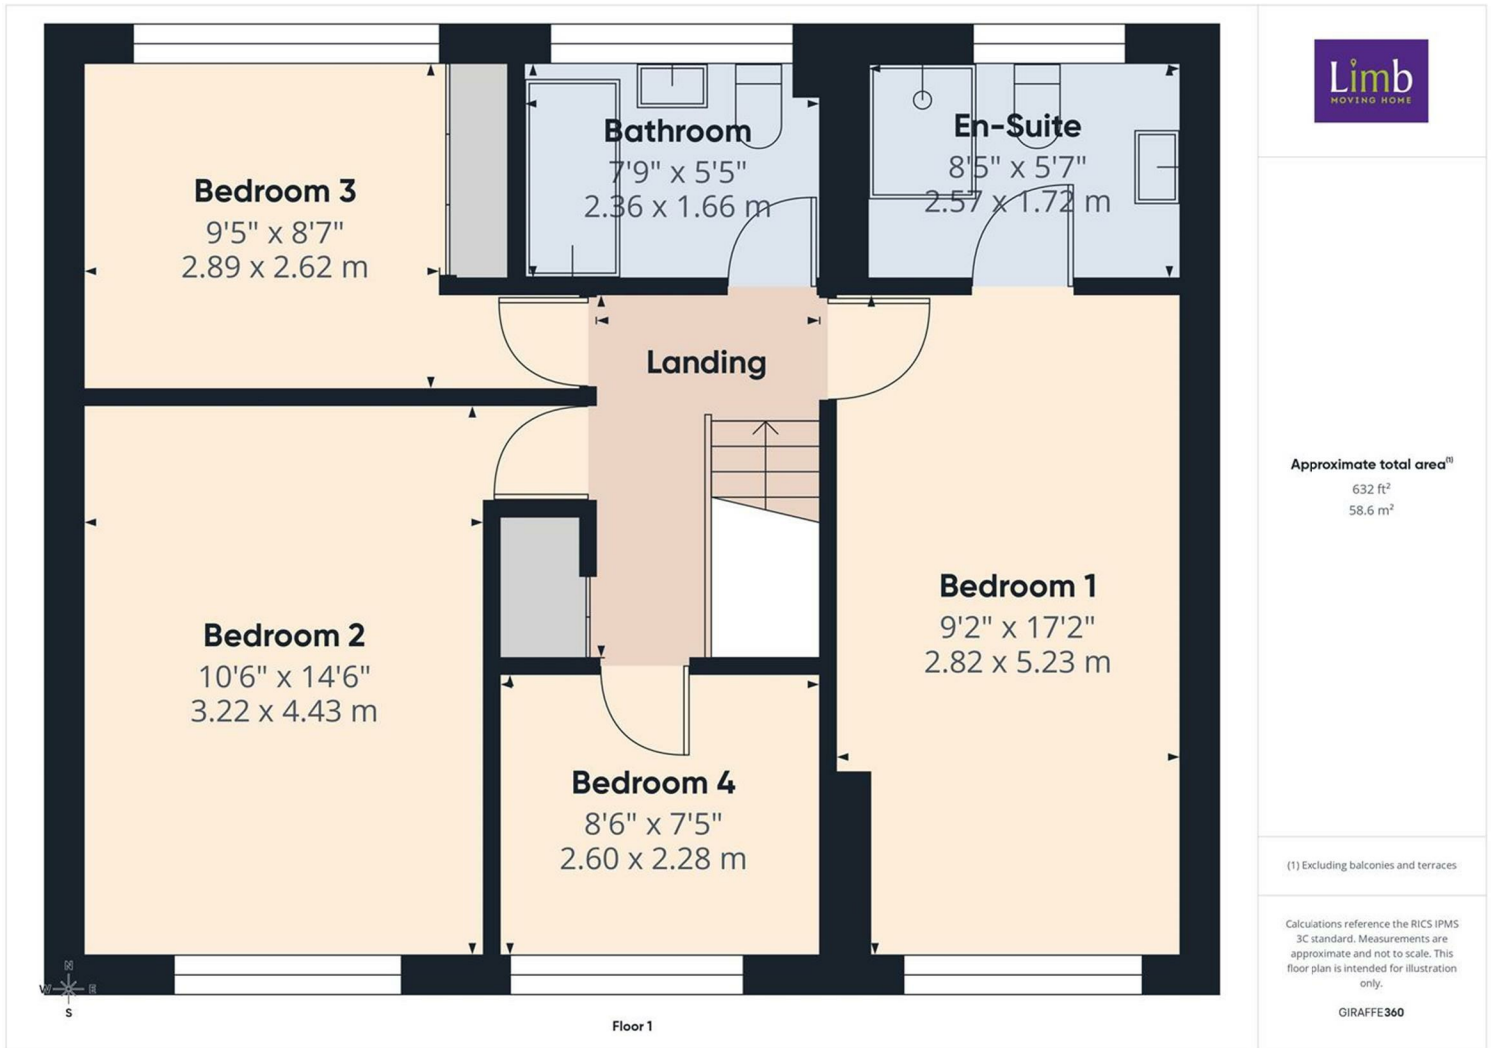 Bedroom 3
9'5" x 8'7"
2.89 x 2.62 m
Bathroom
7'9" x 5'5"
2.36 x 1.66 m
En-Suite
8'5" x 5'7"
2.57 x 1.72 m
Landing
Bedroom 2
10'6" x 14'6"
3.22 x 4.43 m
Bedroom 4
8'6" x 7'5"
2.60 x 2.28 m
Bedroom 1
9'2" x 17'2"
2.82 x 5.23 m
N
W E
S
Floor 1
Limb
MOVING HOME
Approximate total area(1)
632 ft²
58.6 m²
(1) Excluding balconies and terraces
Calculations reference the RICS IPMS
3C standard. Measurements are
approximate and not to scale. This
floor plan is intended for illustration
only.
GIRAFFE360